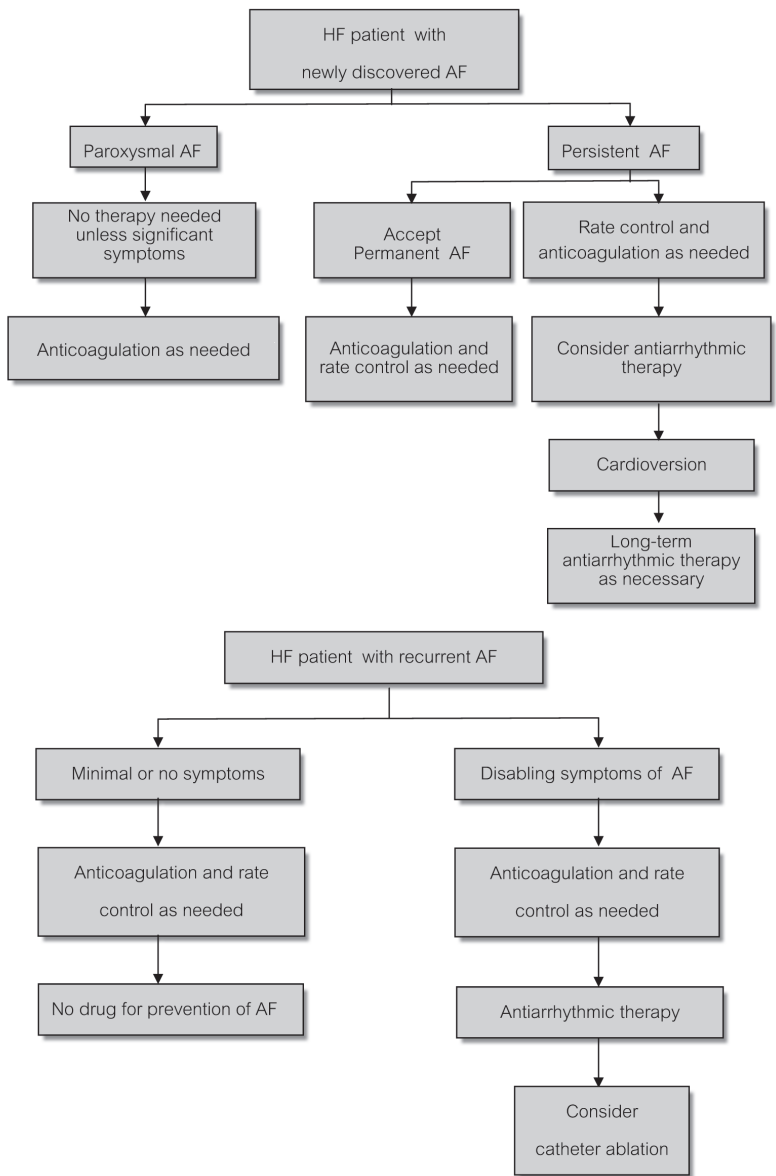 HF patient with
newly discovered AF
Paroxysmal AF
Persistent AF
No therapy needed
unless significant
symptoms
Accept
Permanent AF
Rate control and
anticoagulation as needed
Anticoagulation as needed
Anticoagulation and
rate control as needed
Consider antiarrhythmic
therapy
Cardioversion
Long-term
antiarrhythmic therapy
as necessary
HF patient with recurrent AF
Minimal or no symptoms
Disabling symptoms of AF
Anticoagulation and rate
control as needed
Anticoagulation and rate
control as needed
No drug for prevention of AF
Antiarrhythmic therapy
Consider
catheter ablation